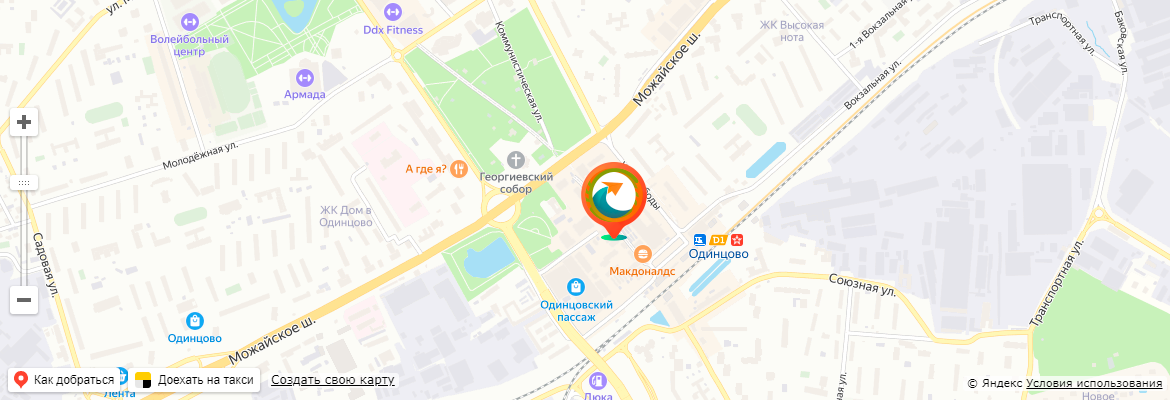 Волейбольный
центр
Ddx Fitness
Армада
Коммунистическая ул.
Можайское ш.
ЖК Высокая
нота
1-я Вокзальная ул.
Транспортная ул.
Баковская ул.
Вокзальная ул.
Молодёжная ул.
А где я?
Георгиевский
собор
ЖК Дом в
Одинцово
Садовая ул.
D1
Одинцово
Макдоналдс
Одинцовский
пассаж
Союзная ул.
Транспортная ул.
Одинцово
Можайское ш.
Лента
Люка
Новое
Как добраться
Доехать на такси
Создать свою карту
© Яндекс Условия использования